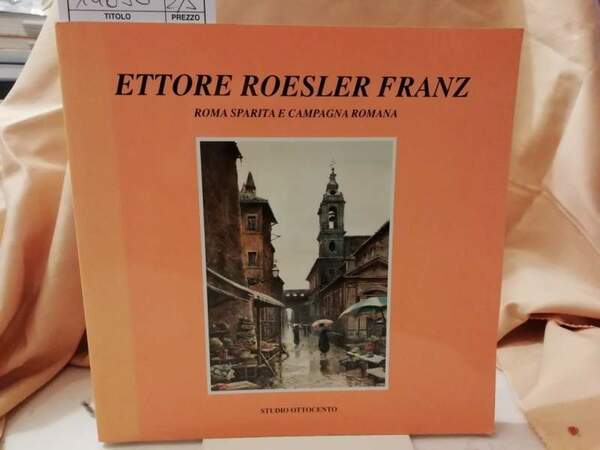 TITOLO PREZZO
ETTORE ROESLER FRANZ
ROMA SPARITA E CAMPAGNA ROMANA
STUDIO OTTOCENTO